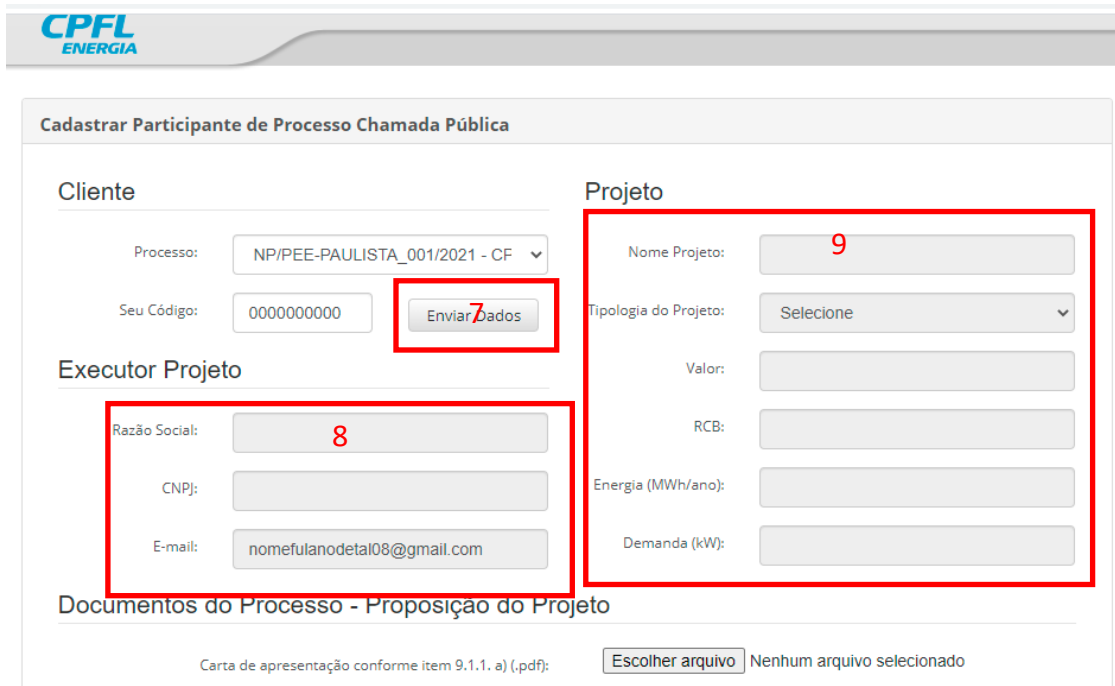 CPFL
ENERGIA
Cadastrar Participante de Processo Chamada Pública
Cliente
Processo: NP/PEE-PAULISTA_001/2021 - CF
Seu Código: 0000000000 Enviar Dados
7
Executor Projeto
Razão Social:
8
CNPJ:
E-mail: nomefulanodetal08@gmail.com
Projeto
Nome Projeto:
9
Tipologia do Projeto: Selecione
Valor:
RCB:
Energia (MWh/ano):
Demanda (kW):
Documentos do Processo - Proposição do Projeto
Carta de apresentação conforme item 9.1.1. a) (.pdf): Escolher arquivo Nenhum arquivo selecionado